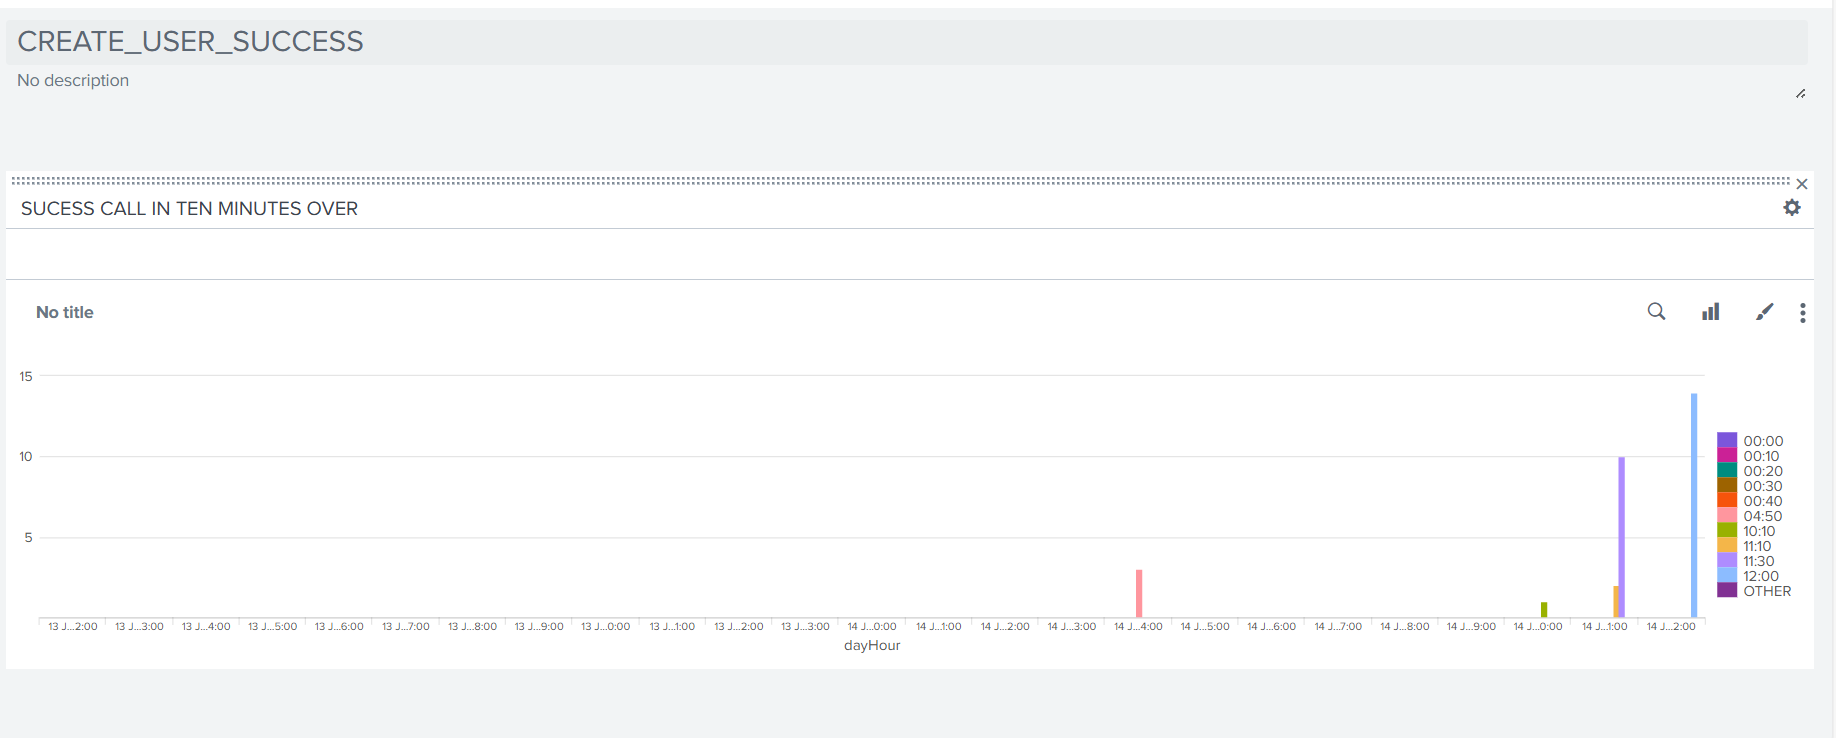 CREATE_USER_SUCCESS
No description
SUCESS CALL IN TEN MINUTES OVER
No title
15
10
5
13 J...2:00 13 J...3:00 13 J...4:00 13 J...5:00 13 J...6:00 13 J...7:00 13 J...8:00 13 J...9:00 13 J...0:00 13 J...1:00 13 J...2:00 13 J...3:00 14 J...0:00 14 J...1:00 14 J...2:00 14 J...3:00 14 J...4:00 14 J...5:00 14 J...6:00 14 J...7:00 14 J...8:00 14 J...9:00 14 J...0:00 14 J...1:00 14 J...2:00
dayHour
00:00
00:10
00:20
00:30
00:40
04:50
10:10
11:10
11:30
12:00
OTHER